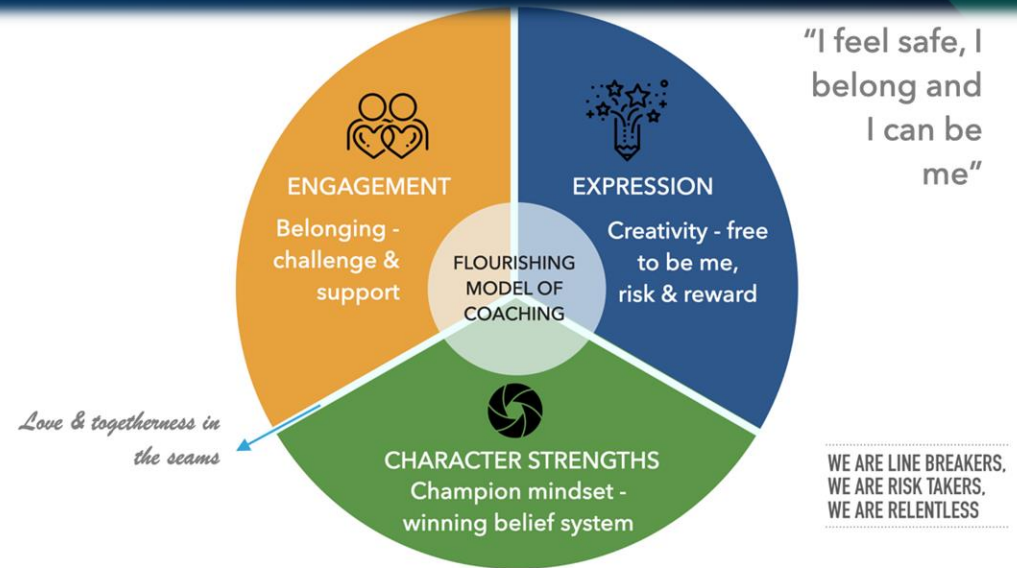 "I feel safe, I
belong and
I can be
me"
ENGAGEMENT
Belonging -
challenge &
support
EXPRESSION
Creativity - free
to be me,
risk & reward
FLOURISHING
MODEL OF
COACHING
Love & togetherness in
the seams
CHARACTER STRENGTHS
Champion mindset -
winning belief system
WE ARE LINE BREAKERS,
WE ARE RISK TAKERS,
WE ARE RELENTLESS